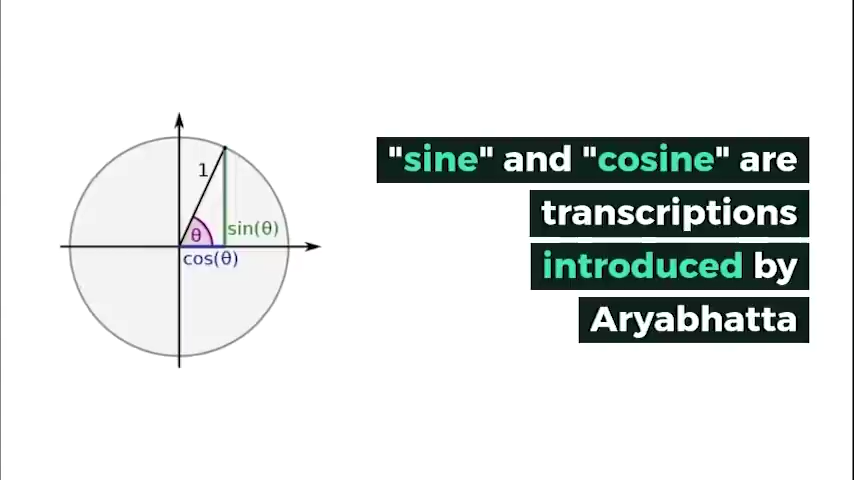 1
sin(θ)
θ
cos(θ)
"sine" and "cosine" are
transcriptions
introduced by
Aryabhatta